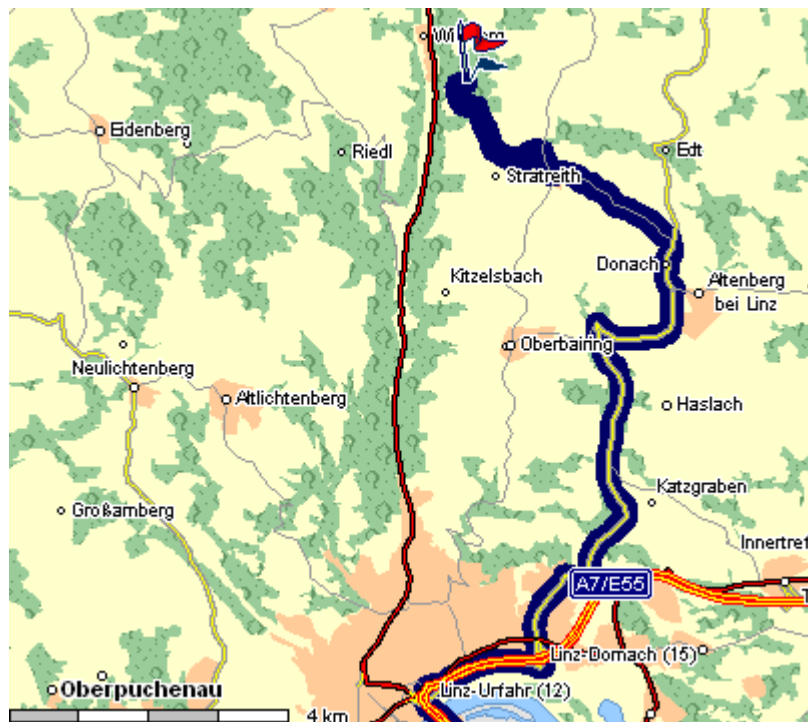 Eidenberg
Riedl
Edt
Stratreith
Donach
Kitzelsbach
Altenberg
bei Linz
Oberbairing
Neulichtenberg
Altlichtenberg
Haslach
Katzgraben
Großamberg
Innertref
A7/E55
Linz-Dornach (15)
Oberpuchenau
Linz-Urfahr (12)
4 km